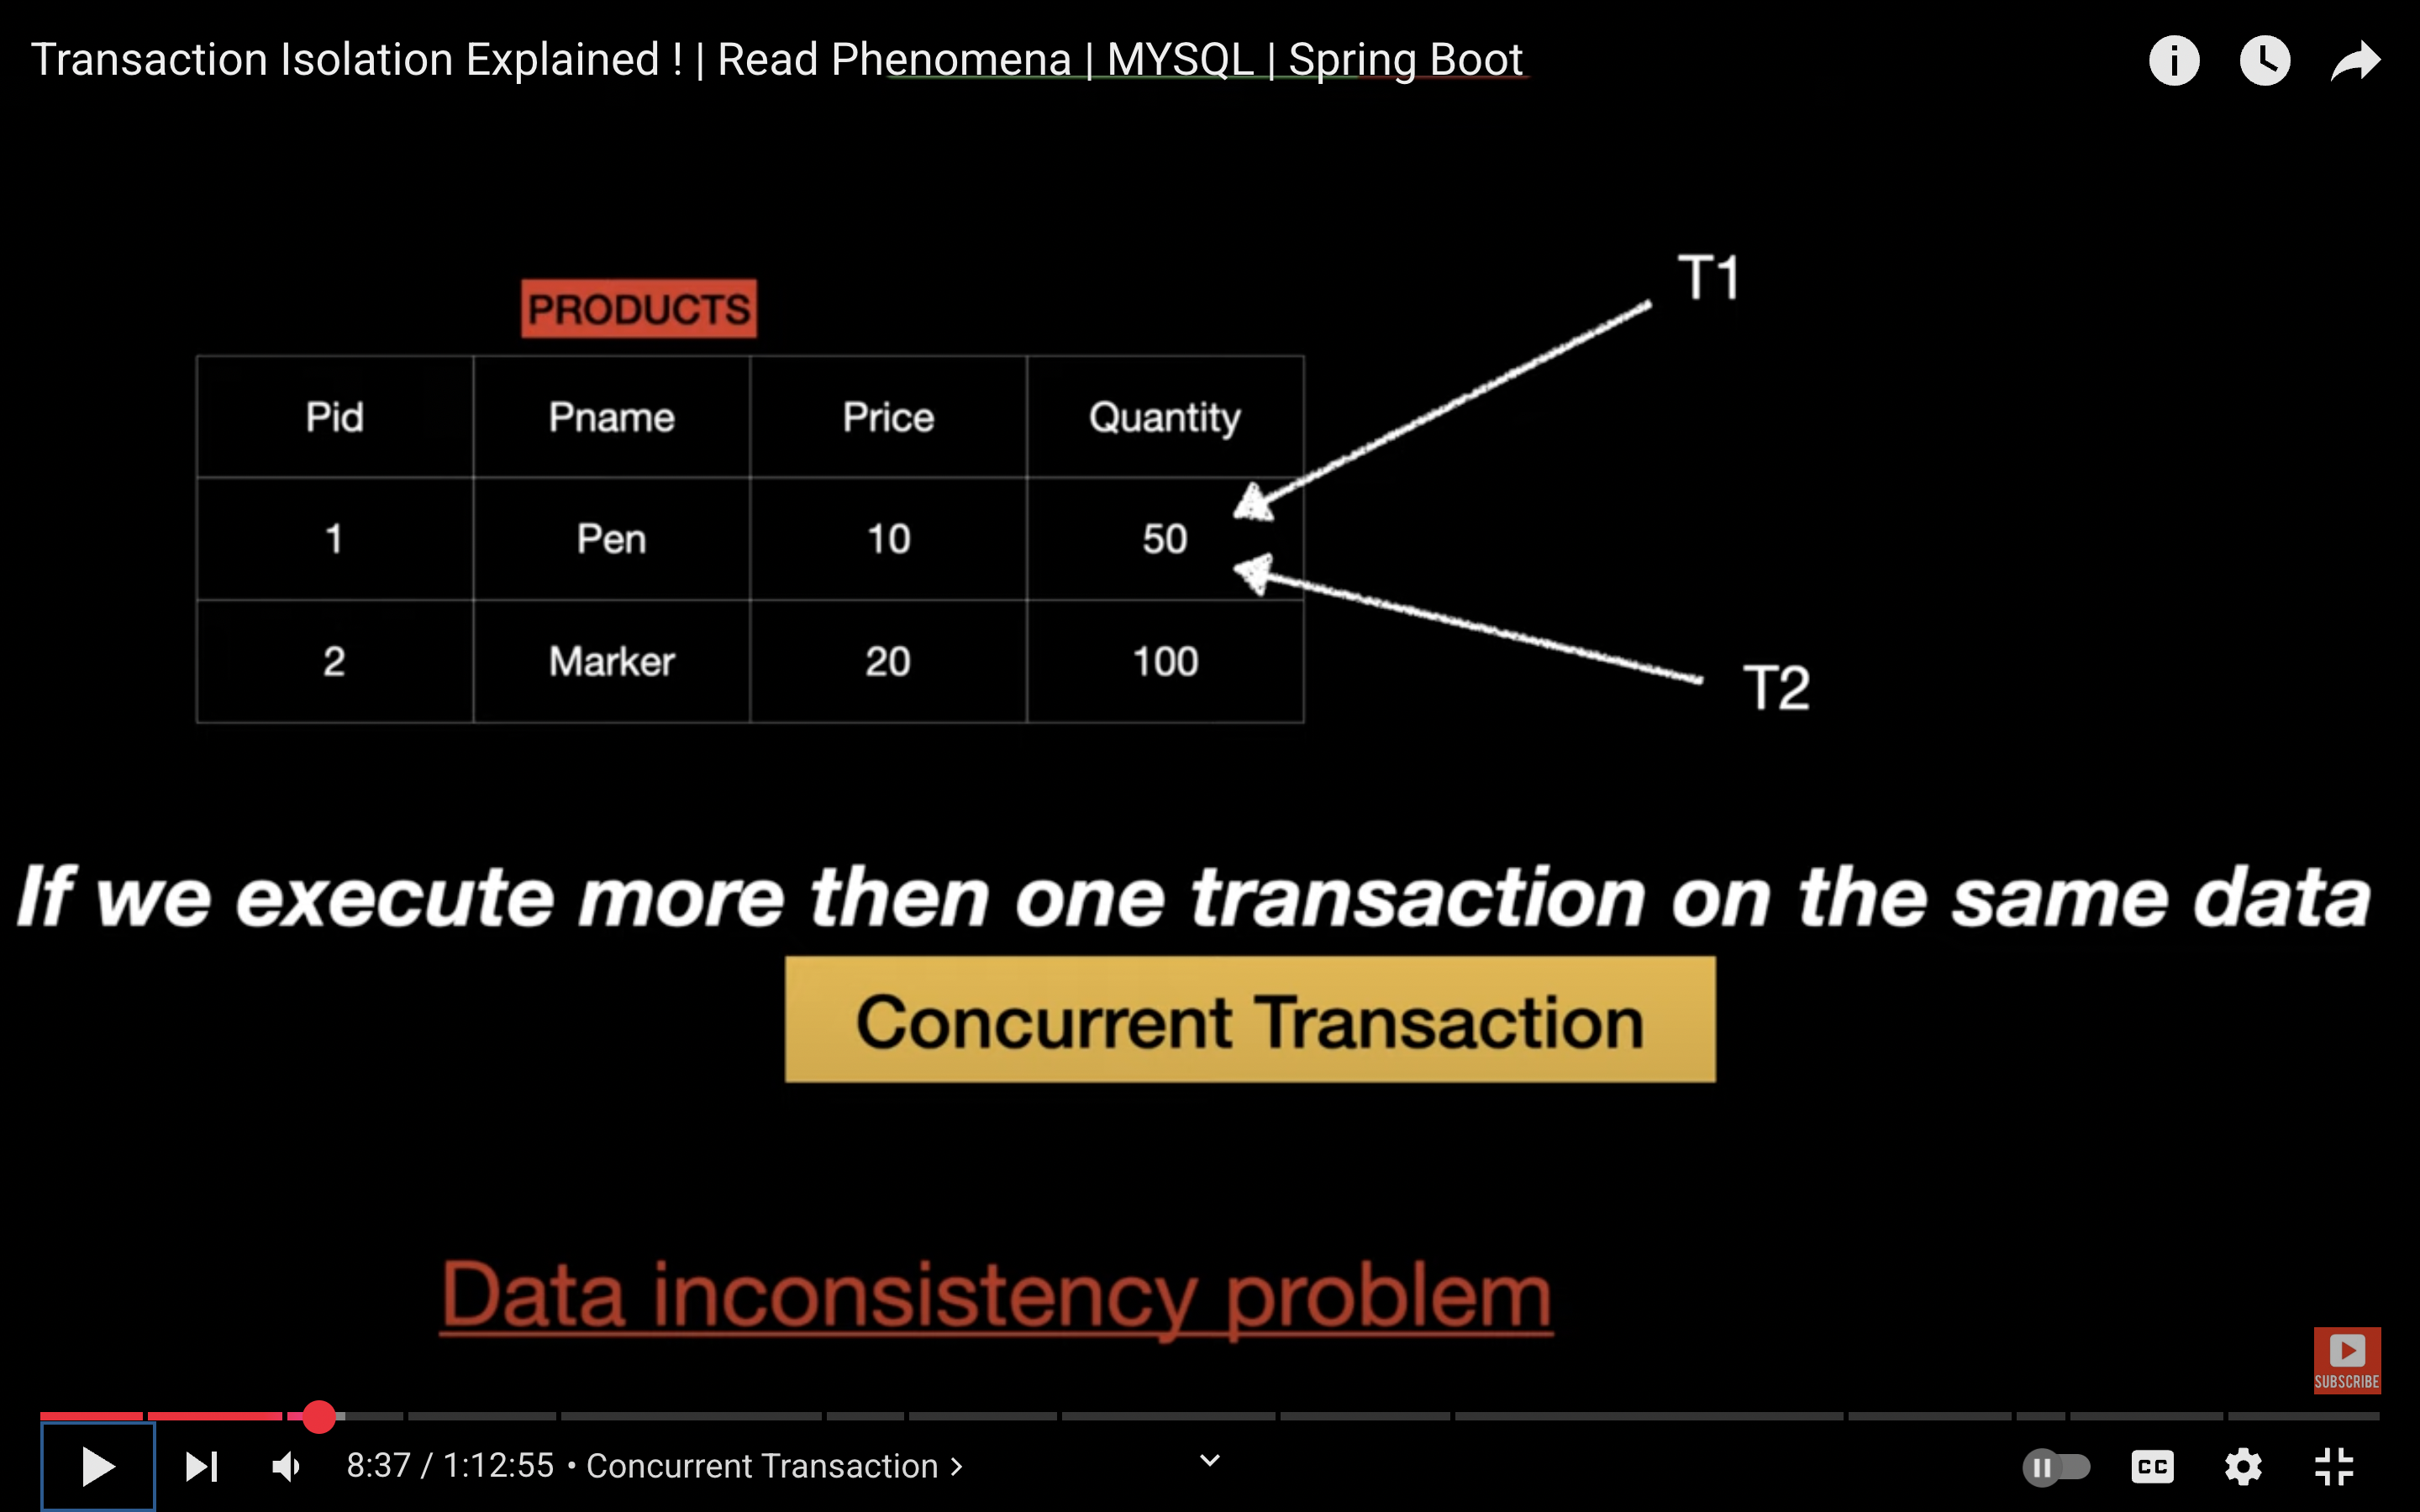 Transaction Isolation Explained ! | Read Phenomena | MYSQL | Spring Boot
T1
PRODUCTS
Pid Pname Price Quantity
1 Pen 10 50
2 Marker 20 100
T2
If we execute more then one transaction on the same data
Concurrent Transaction
Data inconsistency problem
SUBSCRIBE
8:37 / 1:12:55 • Concurrent Transaction >
CC